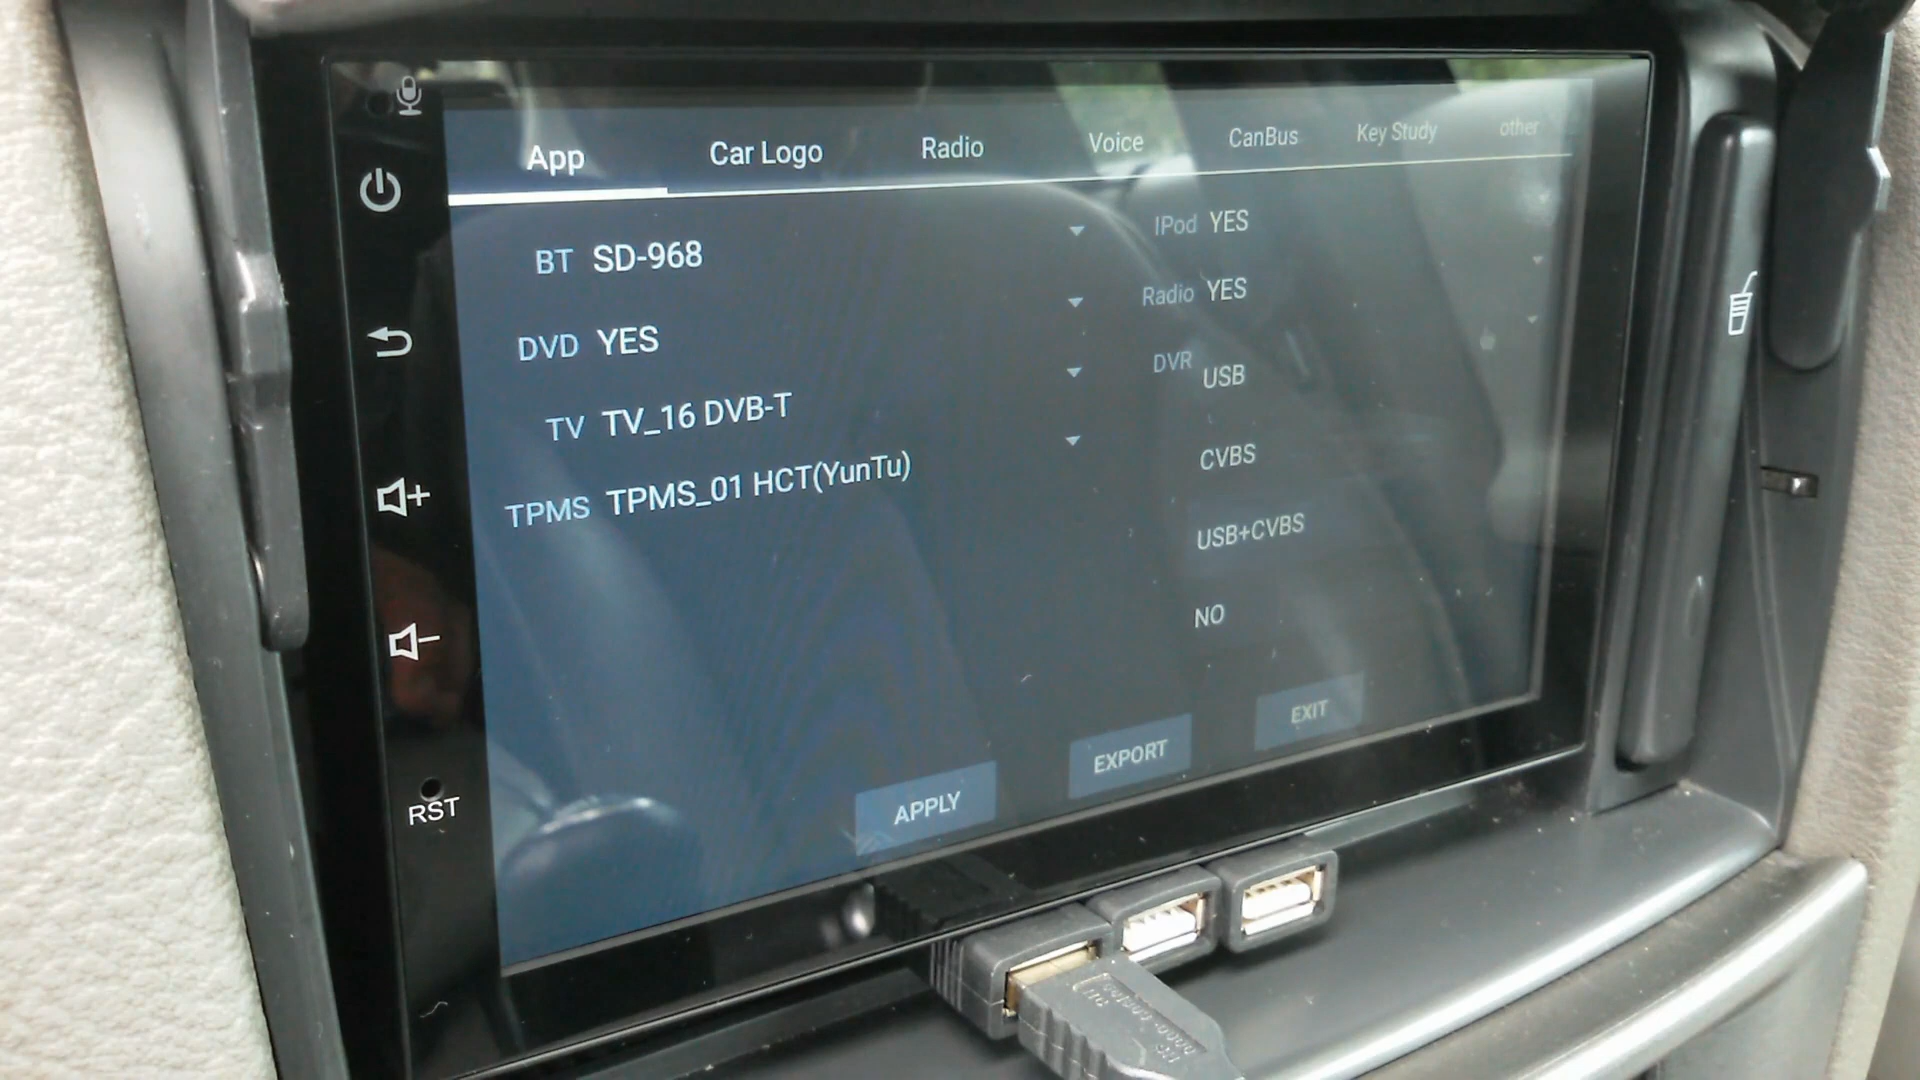 App Car Logo Radio Voice CanBus Key Study other
BT SD-968
IPod YES
DVD YES
Radio YES
TV TV_16 DVB-T
DVR USB
TPMS TPMS_01 HCT(YunTu)
CVBS
USB+CVBS
NO
APPLY EXPORT EXIT
RST